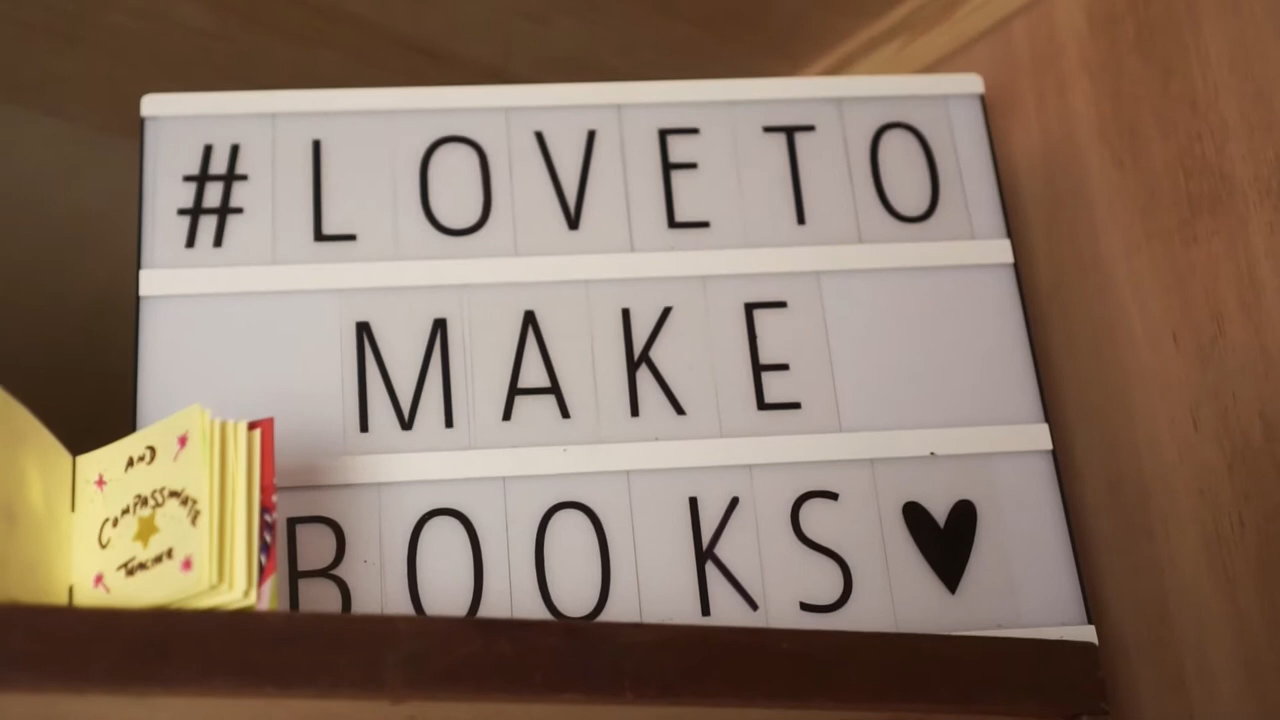 #LOVETO
MAKE
BOOKS♥
AND
COMPASSIONATE
TEACHER